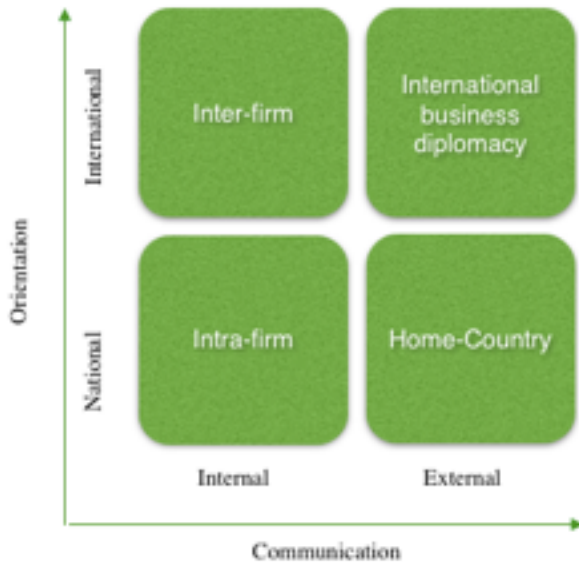 International
Inter-firm
International
business
diplomacy
Orientation
National
Intra-firm
Home-Country
Internal
External
Communication